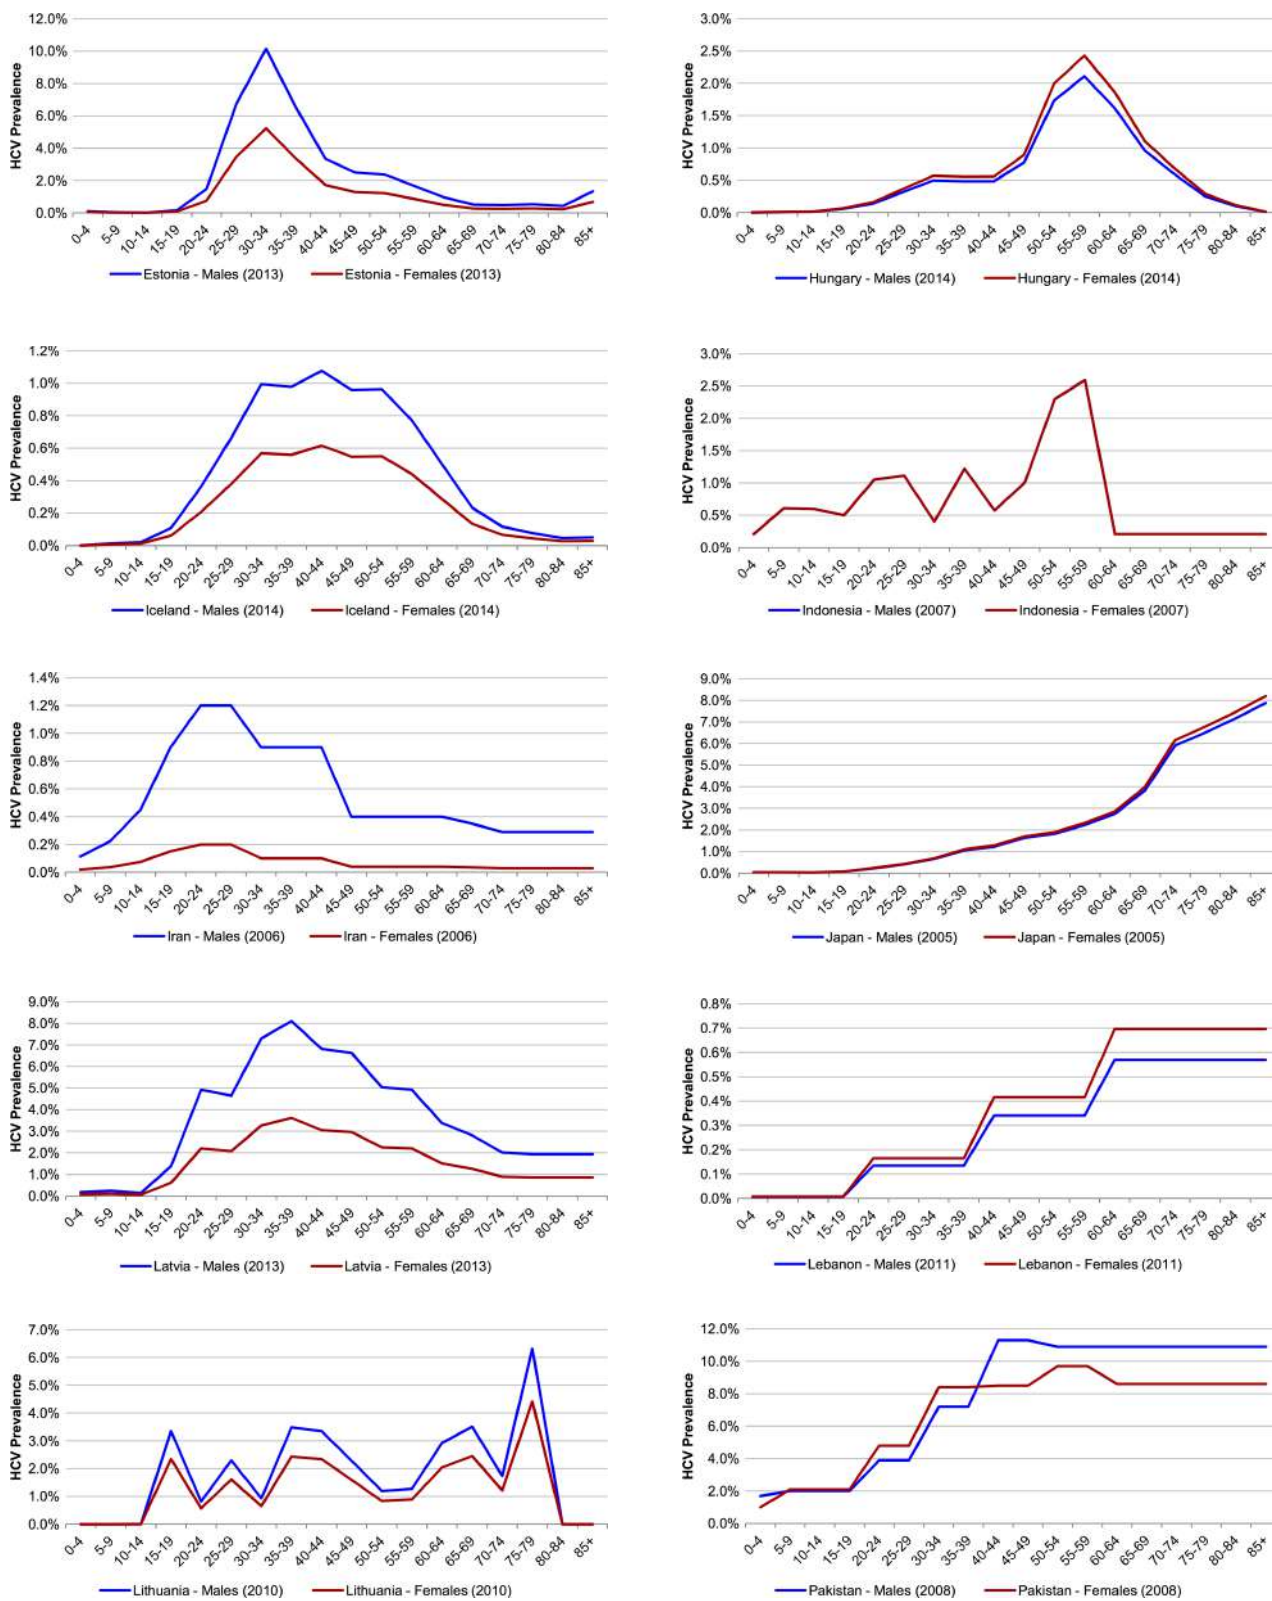 HCV Prevalence
12.0%
10.0%
8.0%
6.0%
4.0%
2.0%
0.0%
0-4 5-9 10-14 15-19 20-24 25-29 30-34 35-39 40-44 45-49 50-54 55-59 60-64 65-69 70-74 75-79 80-84 85+
Estonia - Males (2013) Estonia - Females (2013)
HCV Prevalence
3.0%
2.5%
2.0%
1.5%
1.0%
0.5%
0.0%
0-4 5-9 10-14 15-19 20-24 25-29 30-34 35-39 40-44 45-49 50-54 55-59 60-64 65-69 70-74 75-79 80-84 85+
Hungary - Males (2014) Hungary - Females (2014)
HCV Prevalence
1.2%
1.0%
0.8%
0.6%
0.4%
0.2%
0.0%
0-4 5-9 10-14 15-19 20-24 25-29 30-34 35-39 40-44 45-49 50-54 55-59 60-64 65-69 70-74 75-79 80-84 85+
Iceland - Males (2014) Iceland - Females (2014)
HCV Prevalence
3.0%
2.5%
2.0%
1.5%
1.0%
0.5%
0.0%
0-4 5-9 10-14 15-19 20-24 25-29 30-34 35-39 40-44 45-49 50-54 55-59 60-64 65-69 70-74 75-79 80-84 85+
Indonesia - Males (2007) Indonesia - Females (2007)
HCV Prevalence
1.4%
1.2%
1.0%
0.8%
0.6%
0.4%
0.2%
0.0%
0-4 5-9 10-14 15-19 20-24 25-29 30-34 35-39 40-44 45-49 50-54 55-59 60-64 65-69 70-74 75-79 80-84 85+
Iran - Males (2006) Iran - Females (2006)
HCV Prevalence
9.0%
8.0%
7.0%
6.0%
5.0%
4.0%
3.0%
2.0%
1.0%
0.0%
0-4 5-9 10-14 15-19 20-24 25-29 30-34 35-39 40-44 45-49 50-54 55-59 60-64 65-69 70-74 75-79 80-84 85+
Japan - Males (2005) Japan - Females (2005)
HCV Prevalence
9.0%
8.0%
7.0%
6.0%
5.0%
4.0%
3.0%
2.0%
1.0%
0.0%
0-4 5-9 10-14 15-19 20-24 25-29 30-34 35-39 40-44 45-49 50-54 55-59 60-64 65-69 70-74 75-79 80-84 85+
Latvia - Males (2013) Latvia - Females (2013)
HCV Prevalence
0.8%
0.7%
0.6%
0.5%
0.4%
0.3%
0.2%
0.1%
0.0%
0-4 5-9 10-14 15-19 20-24 25-29 30-34 35-39 40-44 45-49 50-54 55-59 60-64 65-69 70-74 75-79 80-84 85+
Lebanon - Males (2011) Lebanon - Females (2011)
HCV Prevalence
7.0%
6.0%
5.0%
4.0%
3.0%
2.0%
1.0%
0.0%
0-4 5-9 10-14 15-19 20-24 25-29 30-34 35-39 40-44 45-49 50-54 55-59 60-64 65-69 70-74 75-79 80-84 85+
Lithuania - Males (2010) Lithuania - Females (2010)
HCV Prevalence
12.0%
10.0%
8.0%
6.0%
4.0%
2.0%
0.0%
0-4 5-9 10-14 15-19 20-24 25-29 30-34 35-39 40-44 45-49 50-54 55-59 60-64 65-69 70-74 75-79 80-84 85+
Pakistan - Males (2008) Pakistan - Females (2008)